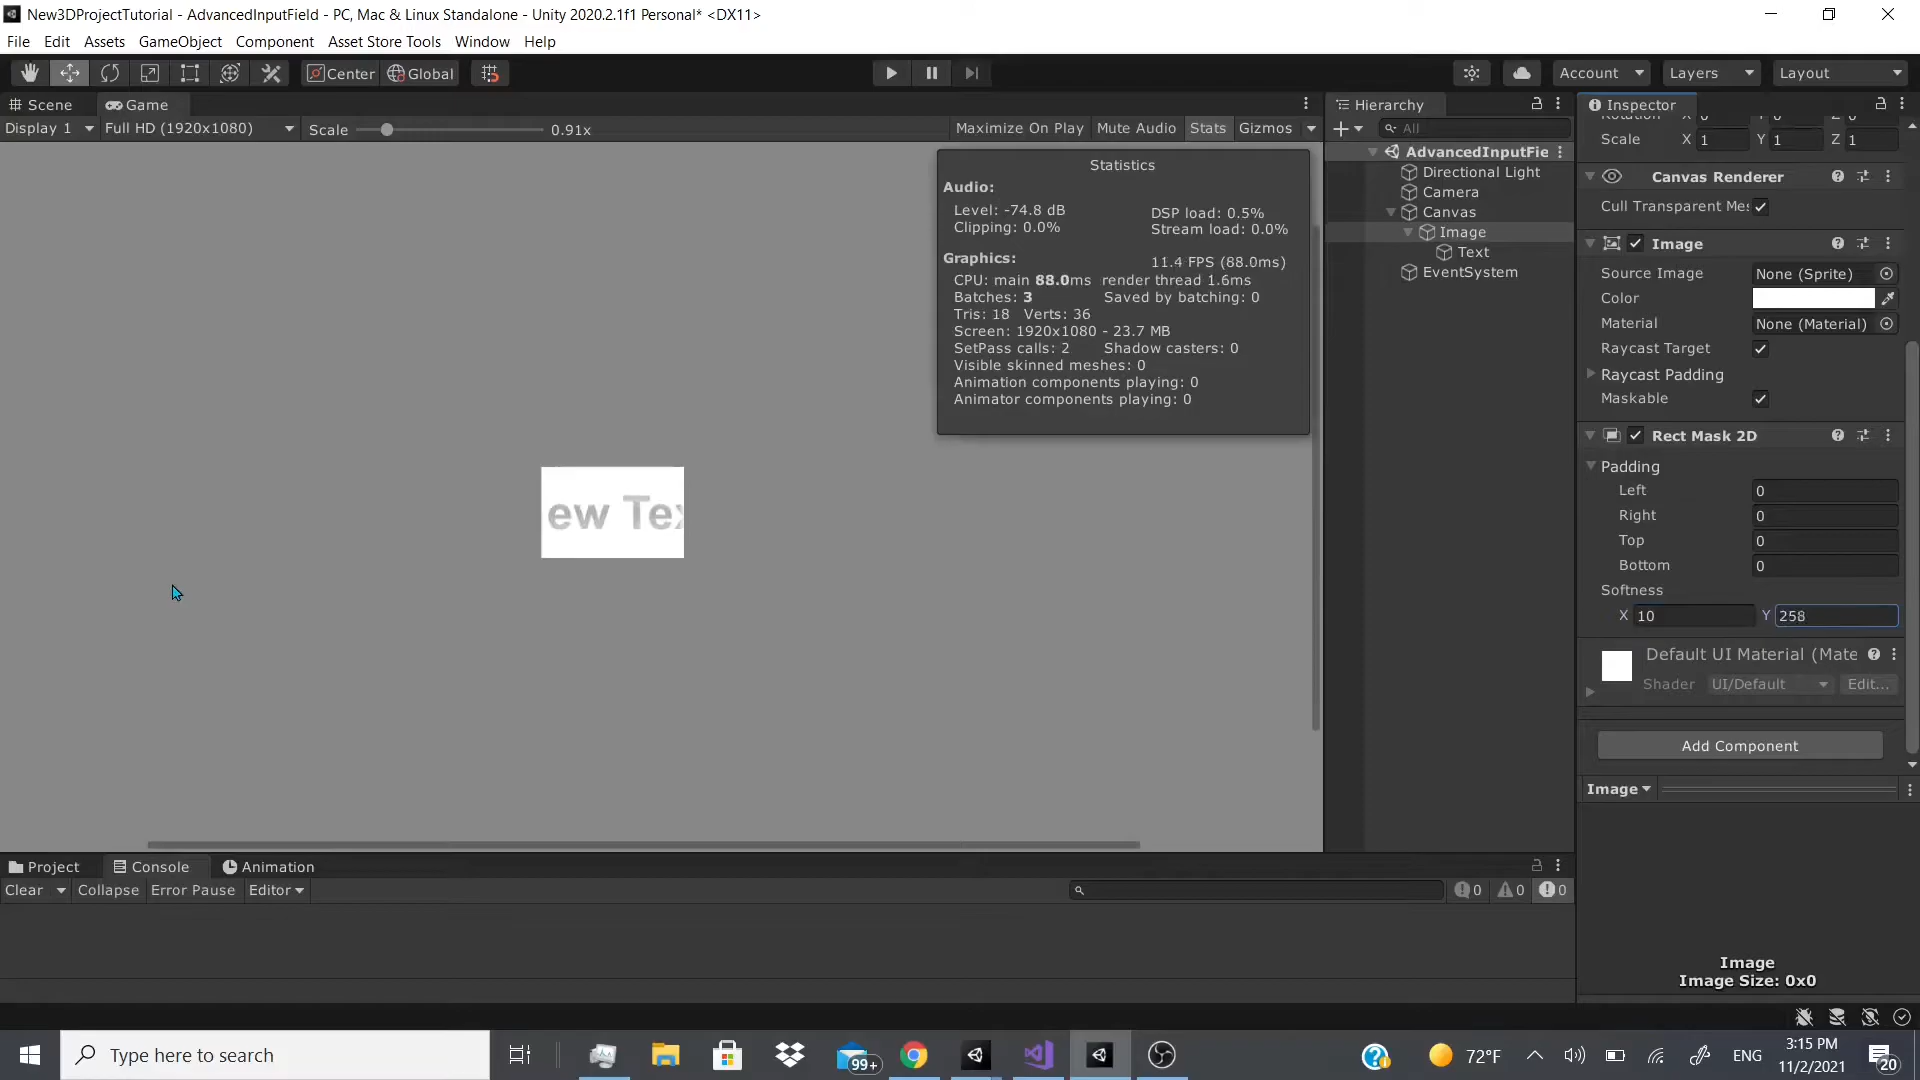 New3DProjectTutorial - AdvancedInputField - PC, Mac & Linux Standalone - Unity 2020.2.1f1 Personal* <DX11>
File Edit Assets GameObject Component Asset Store Tools Window Help
Center Global Account Layers Layout
Scene Game
Display 1 Full HD (1920x1080) Scale 0.91x Maximize On Play Mute Audio Stats Gizmos
Statistics
Audio:
Level: -74.8 dB DSP load: 0.5%
Clipping: 0.0% Stream load: 0.0%
Graphics: 11.4 FPS (88.0ms)
CPU: main 88.0ms render thread 1.6ms
Batches: 3 Saved by batching: 0
Tris: 18 Verts: 36
Screen: 1920x1080 - 23.7 MB
SetPass calls: 2 Shadow casters: 0
Visible skinned meshes: 0
Animation components playing: 0
Animator components playing: 0
ew Tex
Hierarchy
All
AdvancedInputFie
Directional Light
Camera
Canvas
Image
Text
EventSystem
Inspector
Scale X 1 Y 1 Z 1
Canvas Renderer
Cull Transparent Mes
Image
Source Image None (Sprite)
Color
Material None (Material)
Raycast Target
Raycast Padding
Maskable
Rect Mask 2D
Padding
Left 0
Right 0
Top 0
Bottom 0
Softness
X 10 Y 258
Default UI Material (Mate
Shader UI/Default Edit...
Add Component
Image
Image
Image Size: 0x0
Project Console Animation
Clear Collapse Error Pause Editor 0 0 0
Type here to search
99+
72°F ENG
3:15 PM
11/2/2021
20